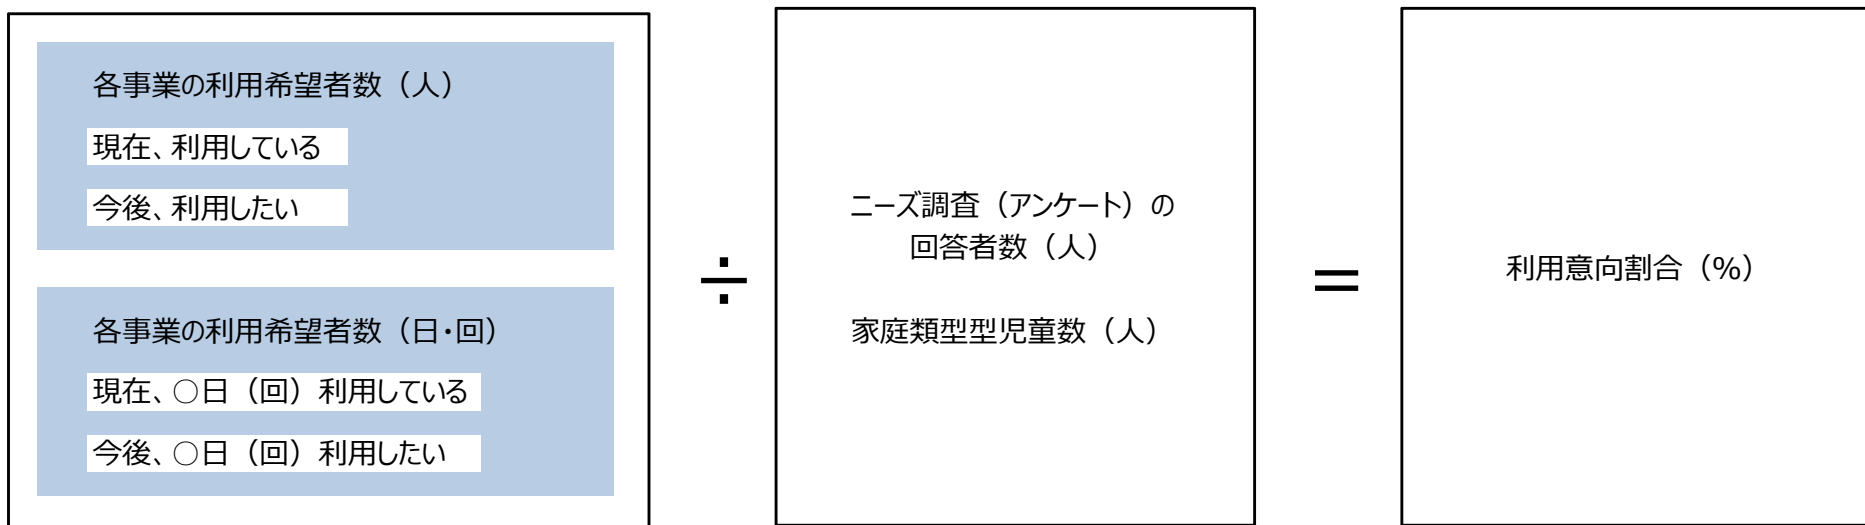 各事業の利用希望者数（人）
現在、利用している
今後、利用したい
各事業の利用希望者数（日・回）
現在、○日（回）利用している
今後、○日（回）利用したい
÷
ニーズ調査（アンケート）の
回答者数（人）
家庭類型型児童数（人）
＝
利用意向割合（%）